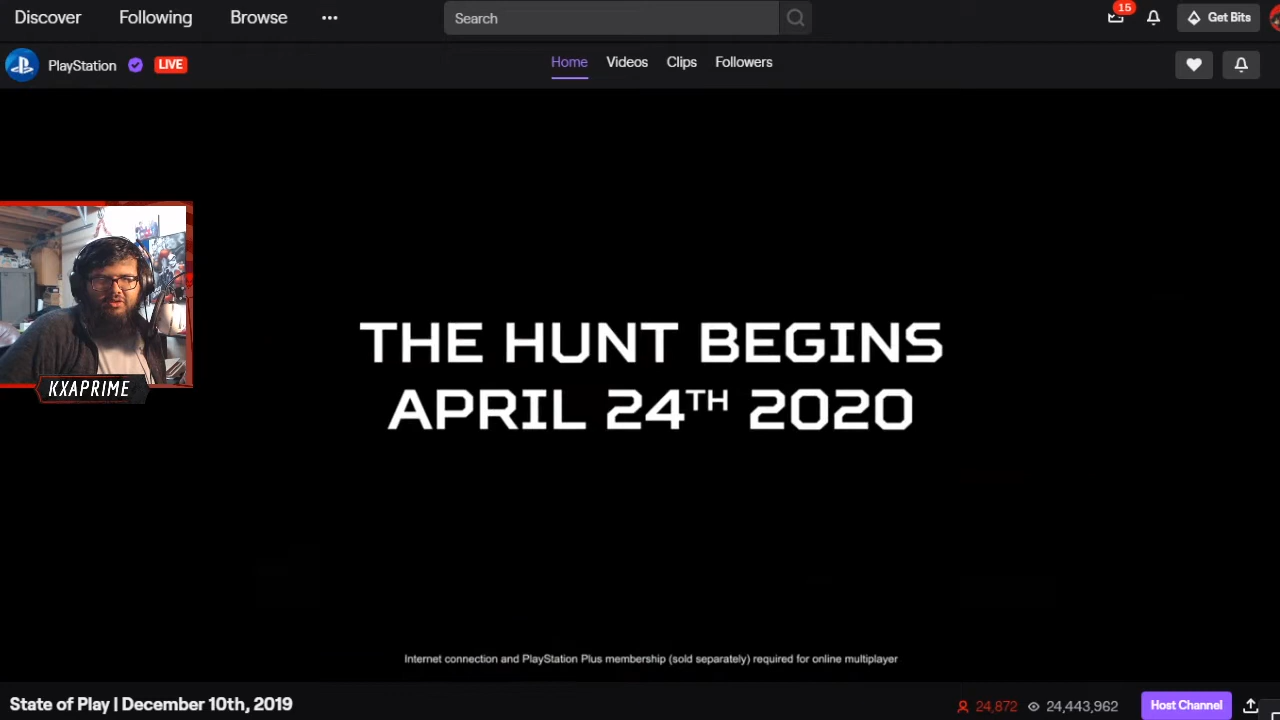 Discover Following Browse ••• Search 15 Get Bits
PlayStation LIVE Home Videos Clips Followers
THE HUNT BEGINS
APRIL 24TH 2020
KXAPRIME
Internet connection and PlayStation Plus membership (sold separately) required for online multiplayer
State of Play | December 10th, 2019 24,872 24,443,962 Host Channel